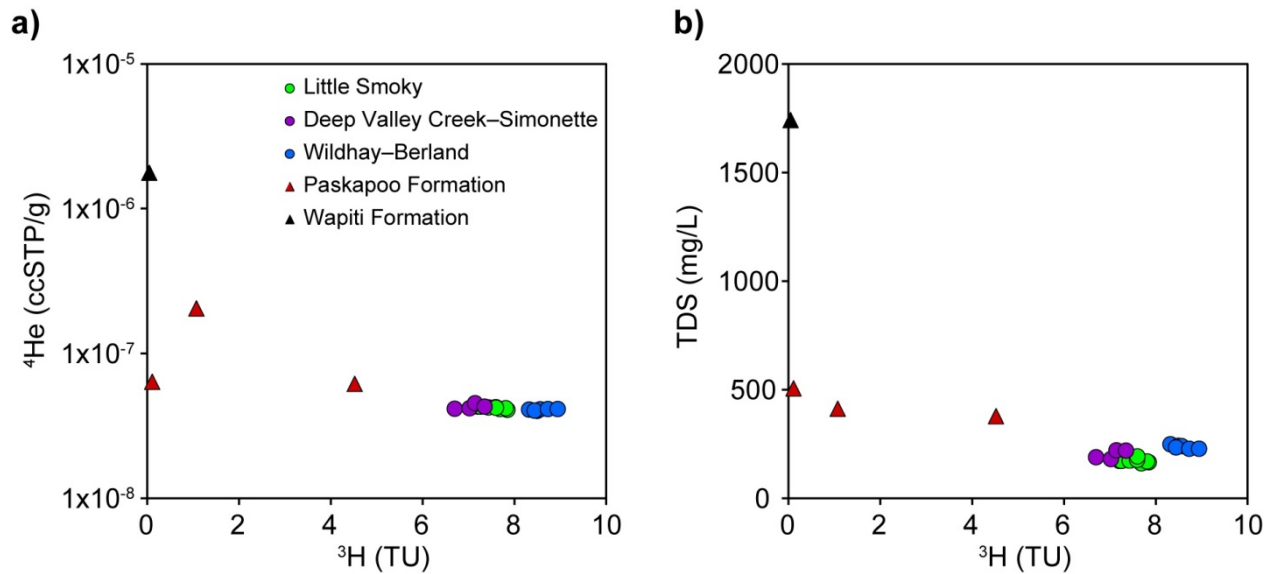 a)
1x10⁻⁵
1x10⁻⁶
1x10⁻⁷
1x10⁻⁸
⁴He (ccSTP/g)
Little Smoky
Deep Valley Creek–Simonette
Wildhay–Berland
Paskapoo Formation
Wapiti Formation
0 2 4 6 8 10
³H (TU)
b)
2000
1500
1000
500
0
TDS (mg/L)
0 2 4 6 8 10
³H (TU)